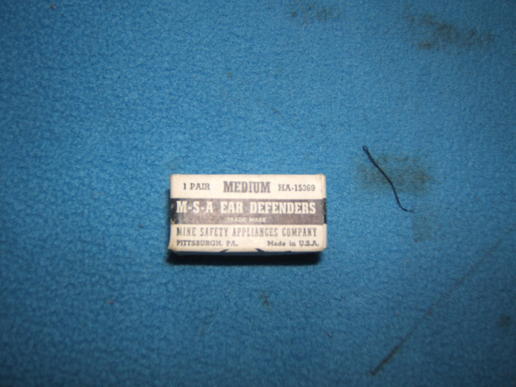 1 PAIR MEDIUM HA-15369
M-S-A EAR DEFENDERS
TRADE MARK
MINE SAFETY APPLIANCES COMPANY
PITTSBURGH, PA. Made in U.S.A.